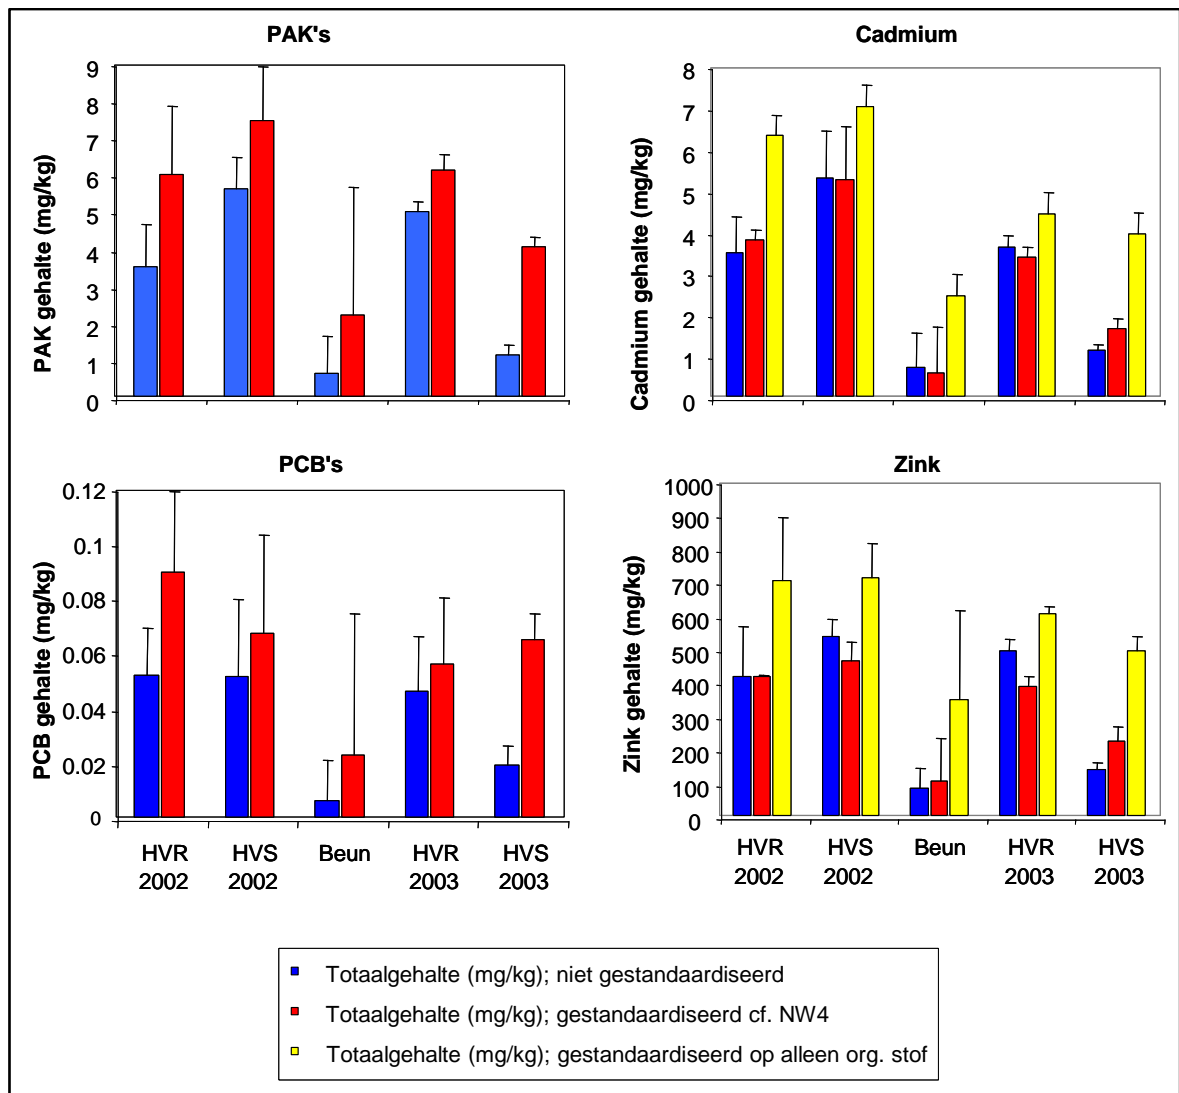 PAK's
PAK gehalte (mg/kg)
9
8
7
6
5
4
3
2
1
0
Cadmium
Cadmium gehalte (mg/kg)
8
7
6
5
4
3
2
1
0
PCB's
PCB gehalte (mg/kg)
0.12
0.1
0.08
0.06
0.04
0.02
0
HVR HVS Beun HVR HVS
2002 2002 2003 2003
Zink
Zink gehalte (mg/kg)
1000
900
800
700
600
500
400
300
200
100
0
HVR HVS Beun HVR HVS
2002 2002 2003 2003
Totaalgehalte (mg/kg); niet gestandaardiseerd
Totaalgehalte (mg/kg); gestandaardiseerd cf. NW4
Totaalgehalte (mg/kg); gestandaardiseerd op alleen org. stof